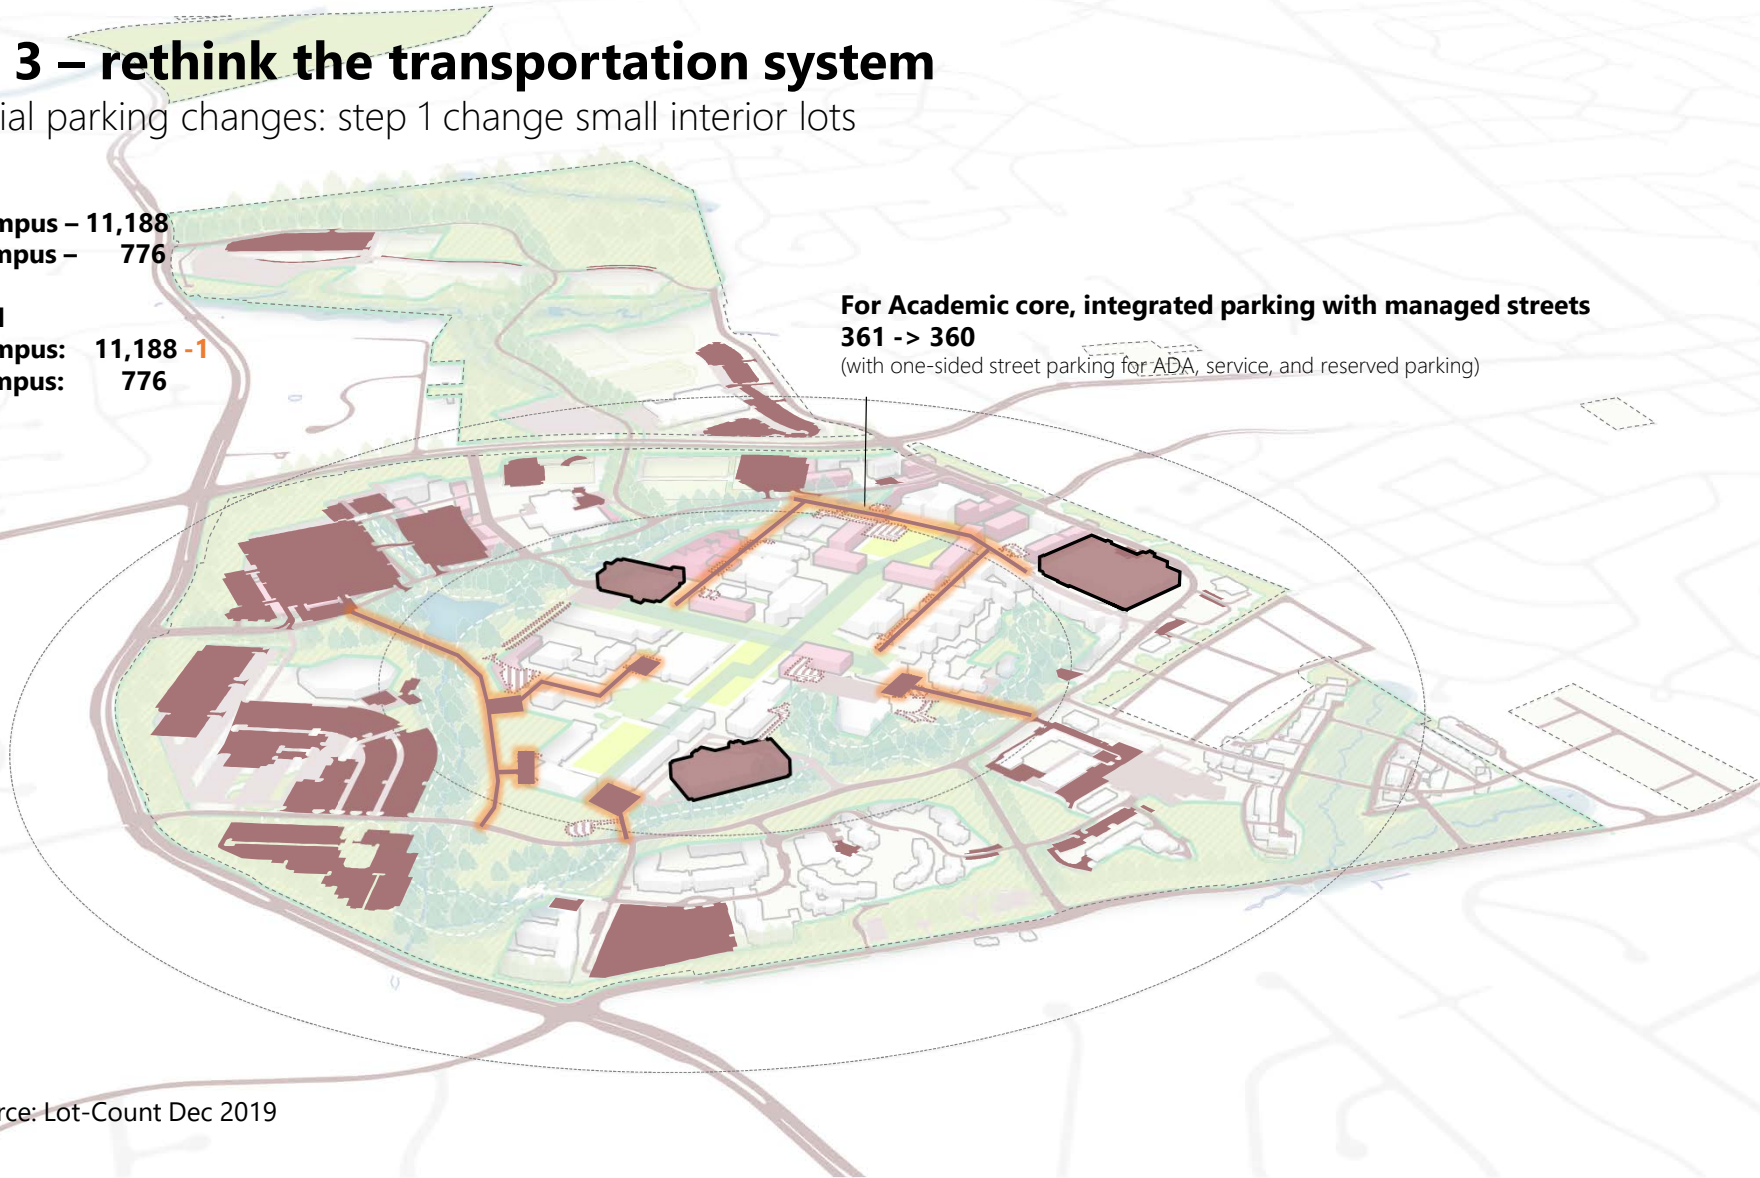 3 – rethink the transportation system
ial parking changes: step 1 change small interior lots
mpus – 11,188
mpus – 776
For Academic core, integrated parking with managed streets
361 -> 360
(with one-sided street parking for ADA, service, and reserved parking)
mpus: 11,188 -1
mpus: 776
rce: Lot-Count Dec 2019